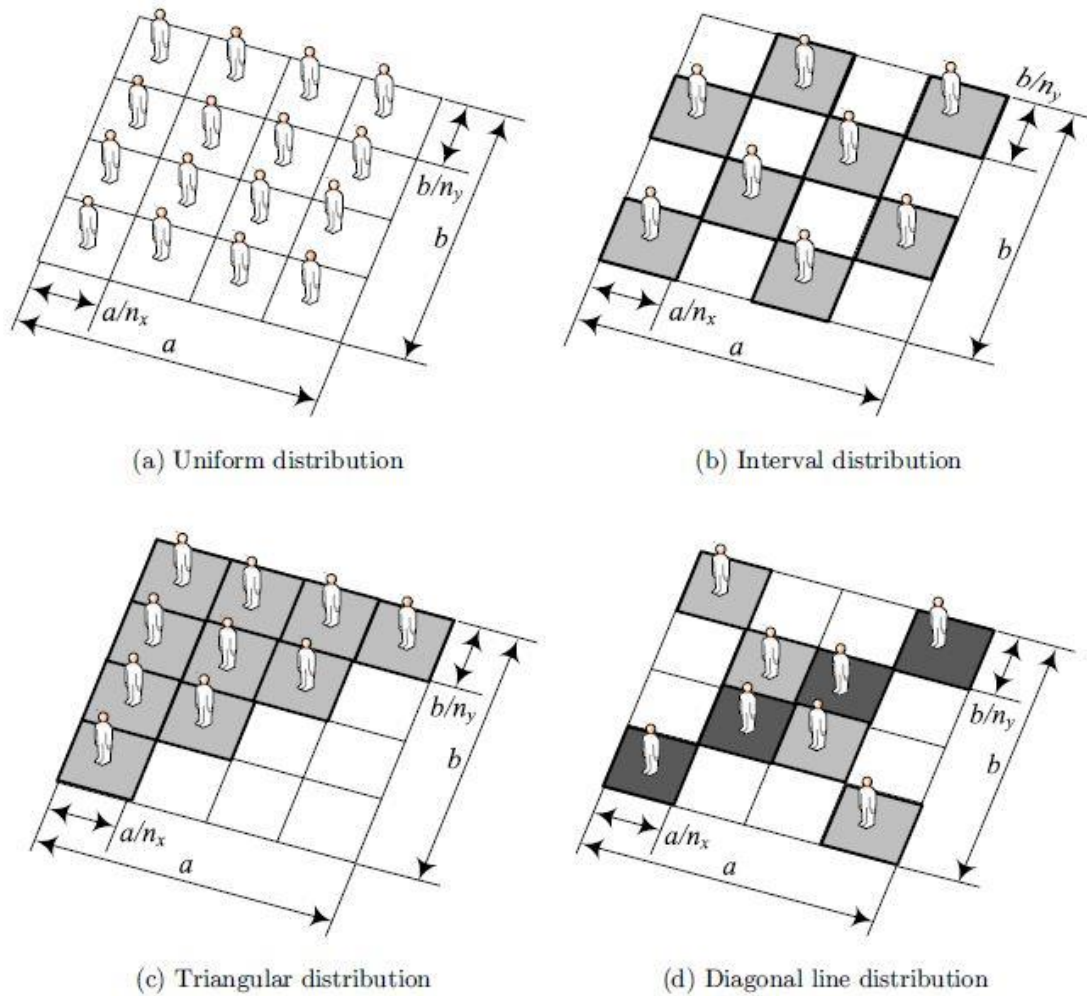 b/n_y
b
a/n_x
a
(a) Uniform distribution
b/n_y
b
a/n_x
a
(b) Interval distribution
b/n_y
b
a/n_x
a
(c) Triangular distribution
b/n_y
b
a/n_x
a
(d) Diagonal line distribution